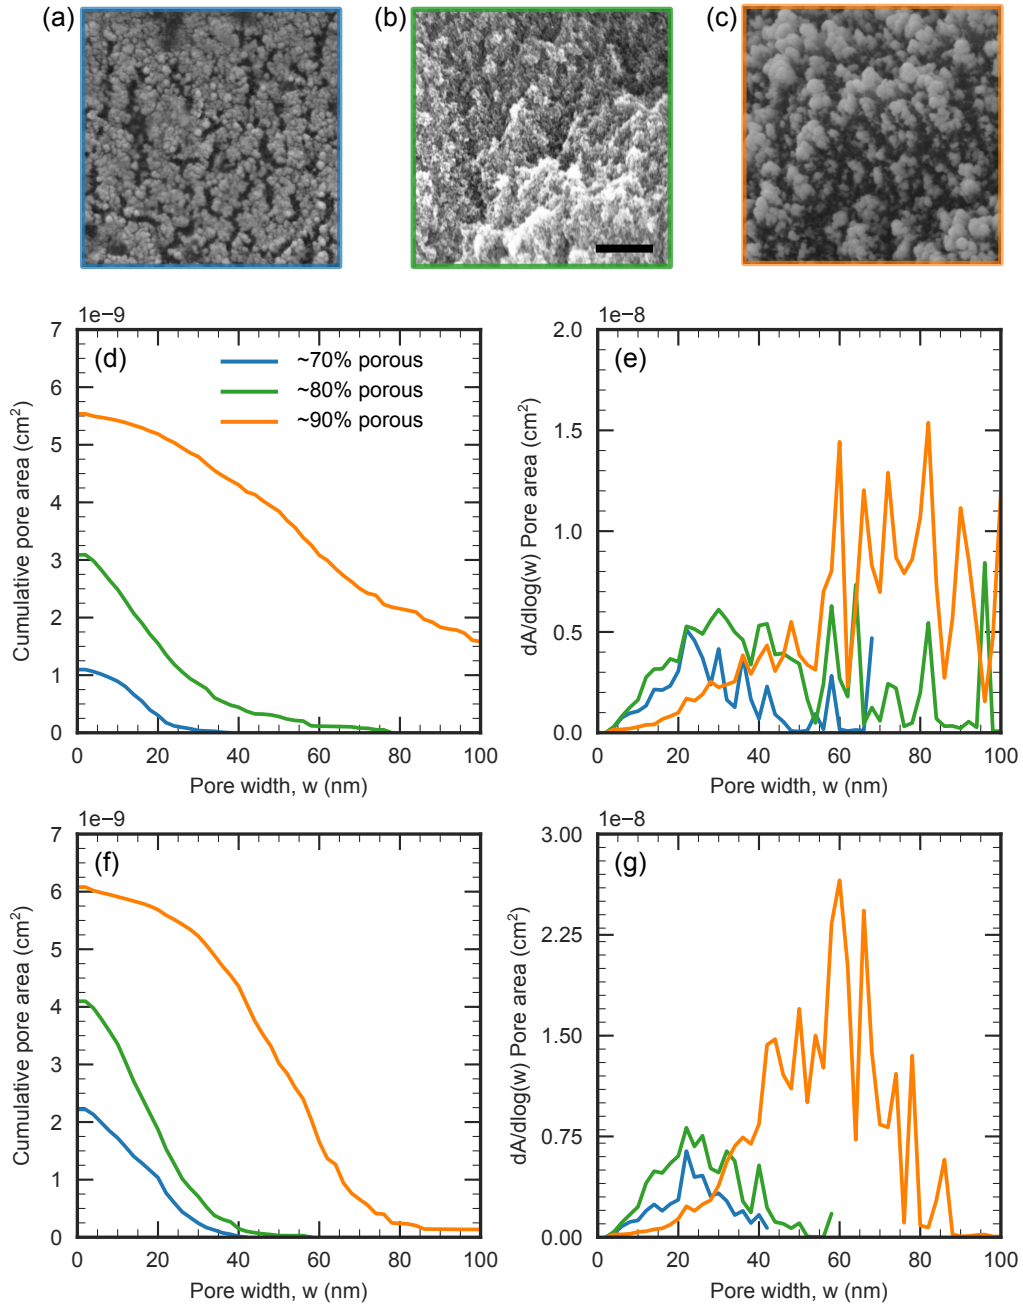 (a)
(b)
(c)
1e−9
7
6
5
4
3
2
1
0
(d)
~70% porous
~80% porous
~90% porous
Cumulative pore area (cm²)
0 20 40 60 80 100
Pore width, w (nm)
1e−8
2.0
1.5
1.0
0.5
0.0
(e)
dA/dlog(w) Pore area (cm²)
0 20 40 60 80 100
Pore width, w (nm)
1e−9
7
6
5
4
3
2
1
0
(f)
Cumulative pore area (cm²)
0 20 40 60 80 100
Pore width, w (nm)
1e−8
3.00
2.25
1.50
0.75
0.00
(g)
dA/dlog(w) Pore area (cm²)
0 20 40 60 80 100
Pore width, w (nm)